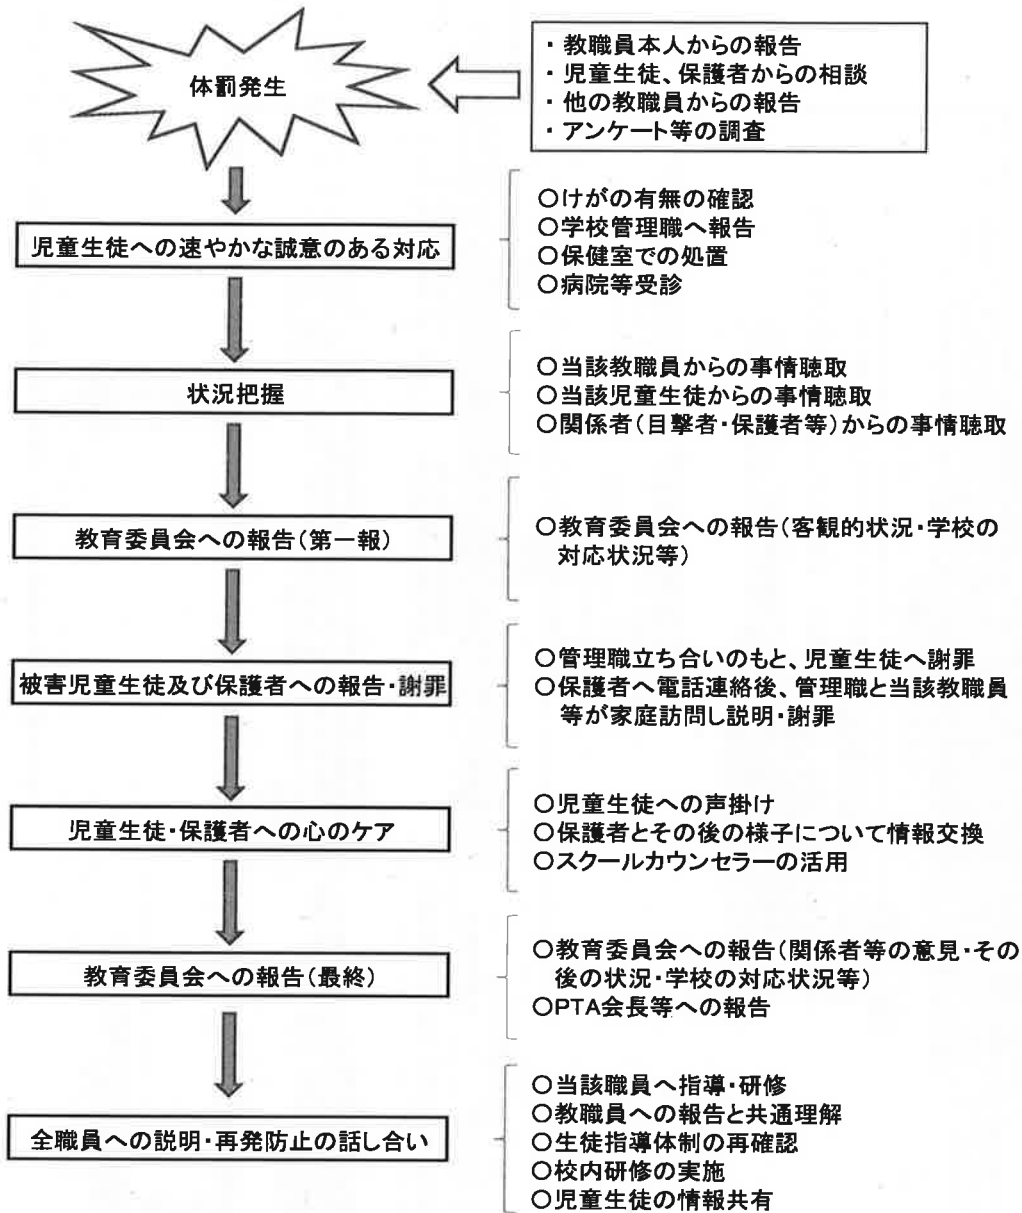 体罰発生
・教職員本人からの報告
・児童生徒、保護者からの相談
・他の教職員からの報告
・アンケート等の調査
児童生徒への速やかな誠意のある対応
○けがの有無の確認
○学校管理職へ報告
○保健室での処置
○病院等受診
状況把握
○当該教職員からの事情聴取
○当該児童生徒からの事情聴取
○関係者（目撃者・保護者等）からの事情聴取
教育委員会への報告（第一報）
○教育委員会への報告（客観的状況・学校の
対応状況等）
被害児童生徒及び保護者への報告・謝罪
○管理職立ち合いのもと、児童生徒へ謝罪
○保護者へ電話連絡後、管理職と当該教職員
等が家庭訪問し説明・謝罪
児童生徒・保護者への心のケア
○児童生徒への声掛け
○保護者とその後の様子について情報交換
○スクールカウンセラーの活用
教育委員会への報告（最終）
○教育委員会への報告（関係者等の意見・その
後の状況・学校の対応状況等）
○PTA会長等への報告
全職員への説明・再発防止の話し合い
○当該職員へ指導・研修
○教職員への報告と共通理解
○生徒指導体制の再確認
○校内研修の実施
○児童生徒の情報共有